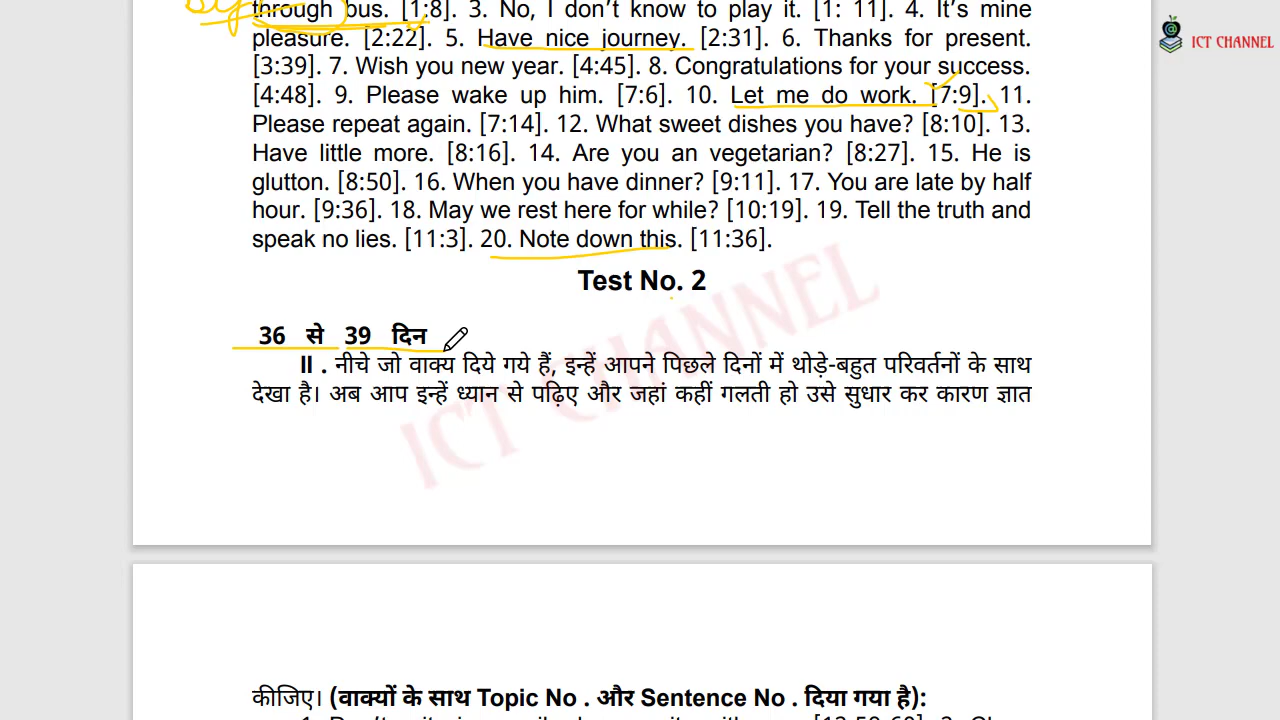 through bus. [1:8]. 3. No, I don't know to play it. [1: 11]. 4. It's mine
pleasure. [2:22]. 5. Have nice journey. [2:31]. 6. Thanks for present.
[3:39]. 7. Wish you new year. [4:45]. 8. Congratulations for your success.
[4:48]. 9. Please wake up him. [7:6]. 10. Let me do work. [7:9]. 11.
Please repeat again. [7:14]. 12. What sweet dishes you have? [8:10]. 13.
Have little more. [8:16]. 14. Are you an vegetarian? [8:27]. 15. He is
glutton. [8:50]. 16. When you have dinner? [9:11]. 17. You are late by half
hour. [9:36]. 18. May we rest here for while? [10:19]. 19. Tell the truth and
speak no lies. [11:3]. 20. Note down this. [11:36].
Test No. 2
36 से 39 दिन
II . नीचे जो वाक्य दिये गये हैं, इन्हें आपने पिछले दिनों में थोड़े-बहुत परिवर्तनों के साथ
देखा है। अब आप इन्हें ध्यान से पढ़िए और जहां कहीं गलती हो उसे सुधार कर कारण ज्ञात
कीजिए। (वाक्यों के साथ Topic No . और Sentence No . दिया गया है):
ICT CHANNEL
ICT CHANNEL